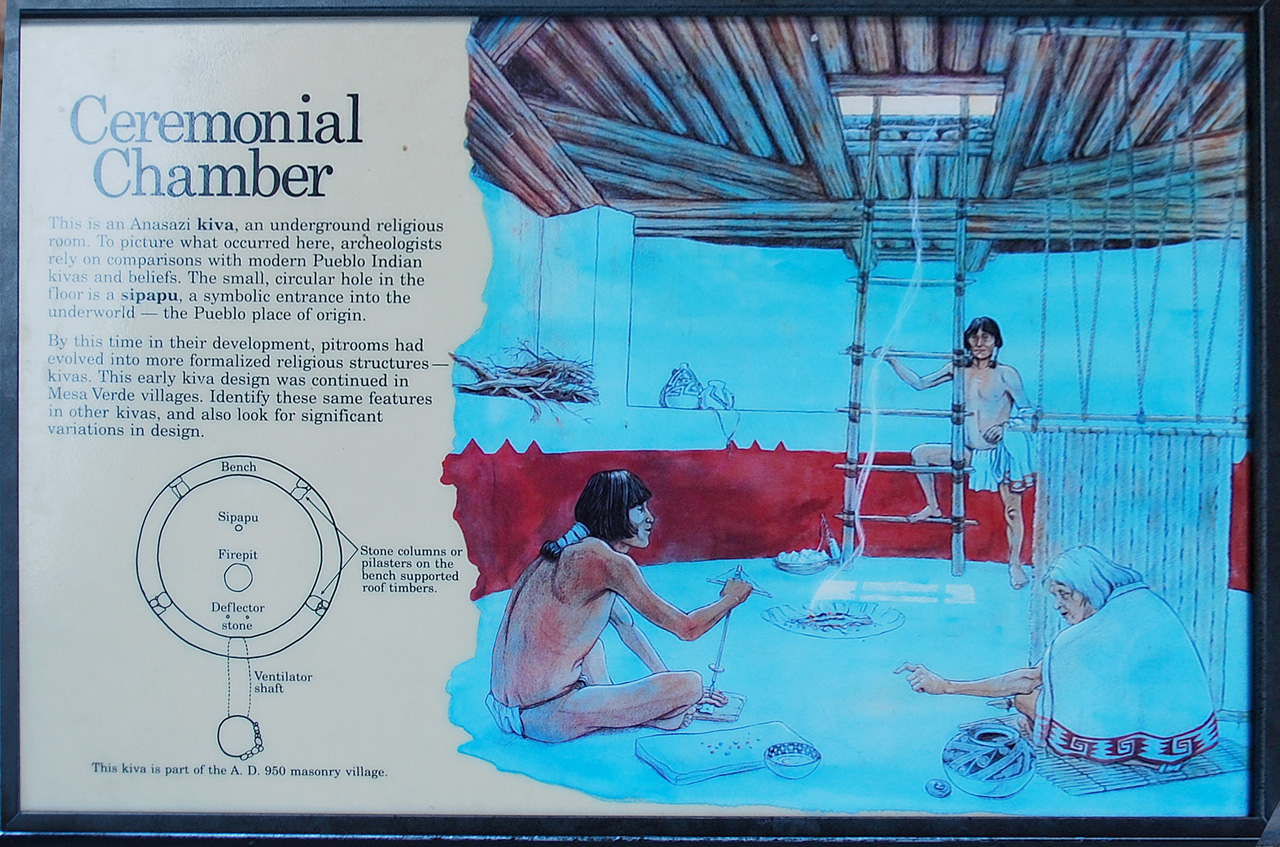 Ceremonial
Chamber
This is an Anasazi kiva, an underground religious
room. To picture what occurred here, archeologists
rely on comparisons with modern Pueblo Indian
kivas and beliefs. The small, circular hole in the
floor is a sipapu, a symbolic entrance into the
underworld — the Pueblo place of origin.
By this time in their development, pitrooms had
evolved into more formalized religious structures—
kivas. This early kiva design was continued in
Mesa Verde villages. Identify these same features
in other kivas, and also look for significant
variations in design.
Bench
Sipapu
Firepit
Deflector
stone
Stone columns or
pilasters on the
bench supported
roof timbers.
Ventilator
shaft
This kiva is part of the A. D. 950 masonry village.